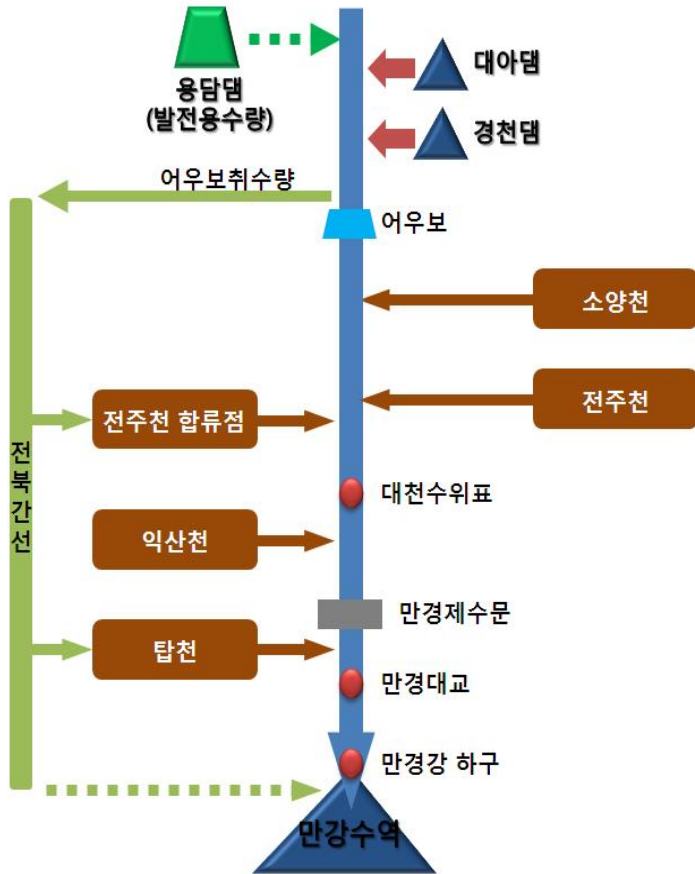 용담댐
(발전용수량)
대아댐
경천댐
어우보취수량
어우보
소양천
전주천
전주천 합류점
전북간선
대천수위표
익산천
만경제수문
탑천
만경대교
만경강 하구
만강수역